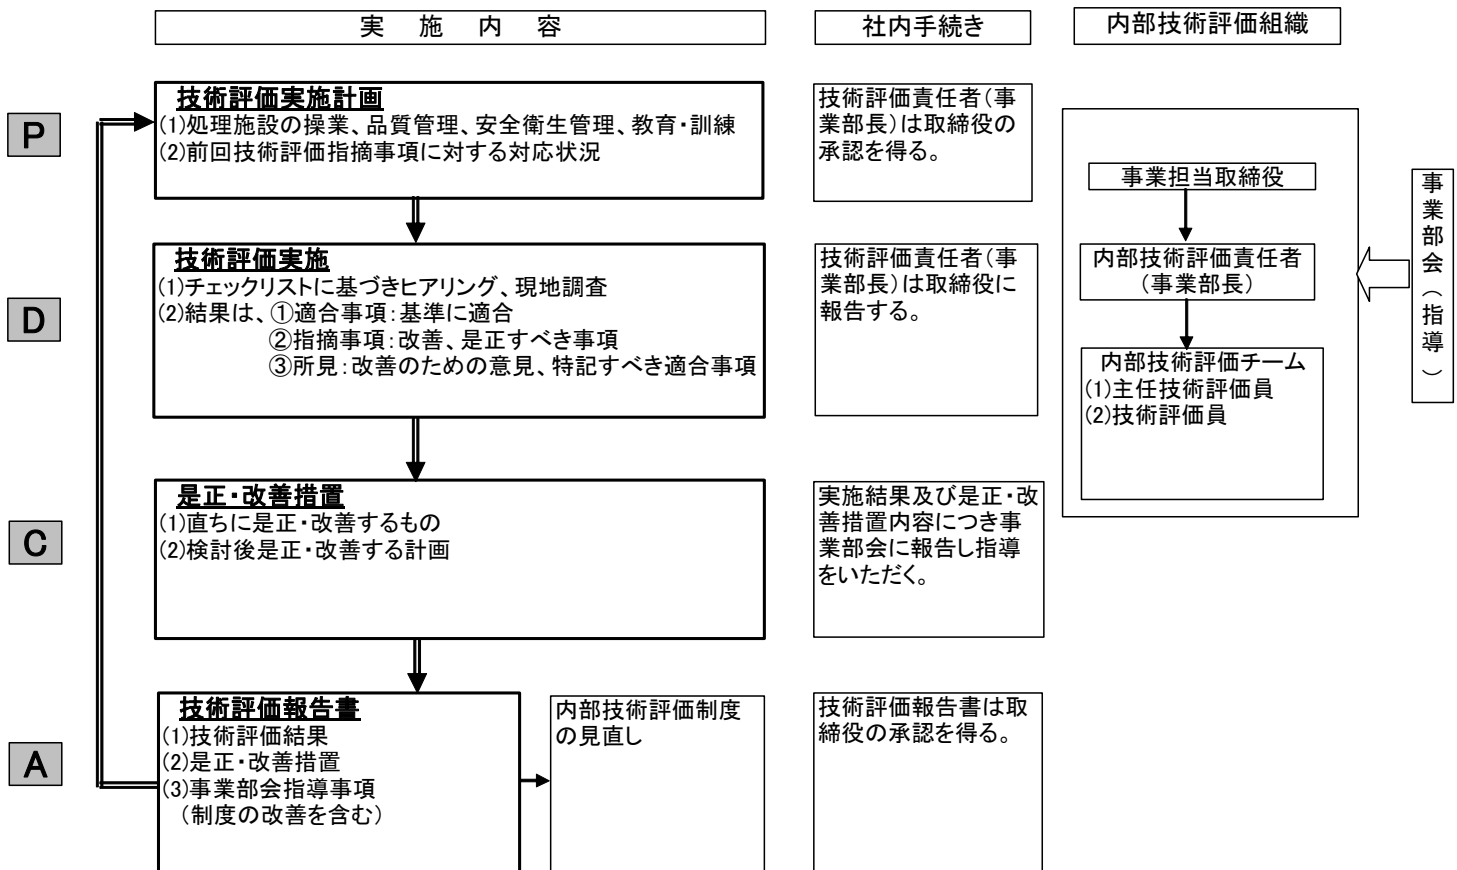 実　施　内　容
社内手続き
内部技術評価組織
P
技術評価実施計画
(1)処理施設の操業、品質管理、安全衛生管理、教育・訓練
(2)前回技術評価指摘事項に対する対応状況
技術評価責任者(事
業部長)は取締役の
承認を得る。
D
技術評価実施
(1)チェックリストに基づきヒアリング、現地調査
(2)結果は、①適合事項:基準に適合
②指摘事項:改善、是正すべき事項
③所見:改善のための意見、特記すべき適合事項
技術評価責任者(事
業部長)は取締役に
報告する。
C
是正・改善措置
(1)直ちに是正・改善するもの
(2)検討後是正・改善する計画
実施結果及び是正・改
善措置内容につき事
業部会に報告し指導
をいただく。
A
技術評価報告書
(1)技術評価結果
(2)是正・改善措置
(3)事業部会指導事項
(制度の改善を含む)
内部技術評価制度
の見直し
技術評価報告書は取
締役の承認を得る。
事業担当取締役
内部技術評価責任者
(事業部長)
内部技術評価チーム
(1)主任技術評価員
(2)技術評価員
事業部会(指導)